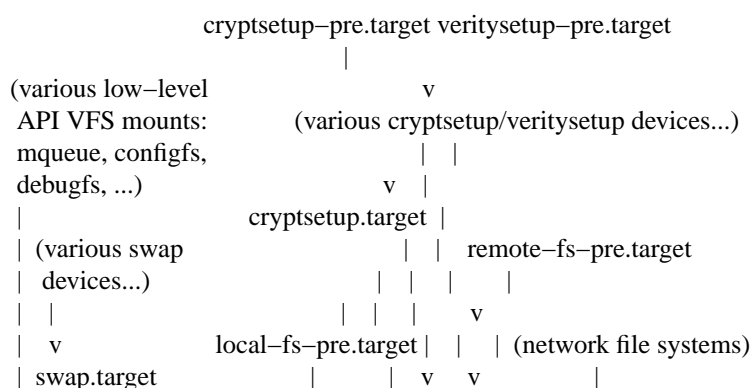 cryptsetup−pre.target veritysetup−pre.target
|
(various low−level v
API VFS mounts: (various cryptsetup/veritysetup devices...)
mqueue, configfs, | |
debugfs, ...) v |
| cryptsetup.target |
| (various swap | | remote−fs−pre.target
| devices...) | | | |
| | | | | v
| v local−fs−pre.target | | | (network file systems)
| swap.target | | v v |